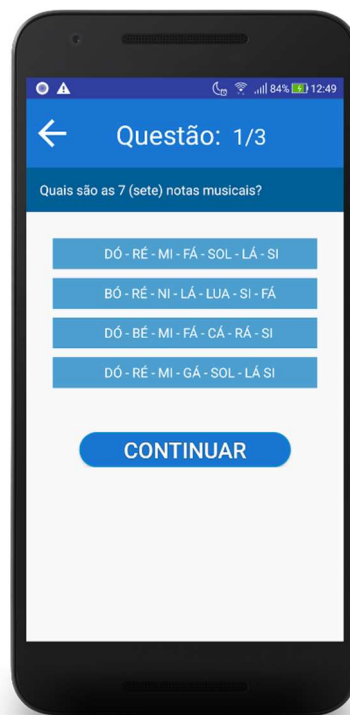 84% 12:49
Questão: 1/3
Quais são as 7 (sete) notas musicais?
DÓ - RÉ - MI - FÁ - SOL - LÁ - SI
BÓ - RÉ - NI - LÁ - LUA - SI - FÁ
DÓ - BÉ - MI - FÁ - CÁ - RÁ - SI
DÓ - RÉ - MI - GÁ - SOL - LÁ SI
CONTINUAR